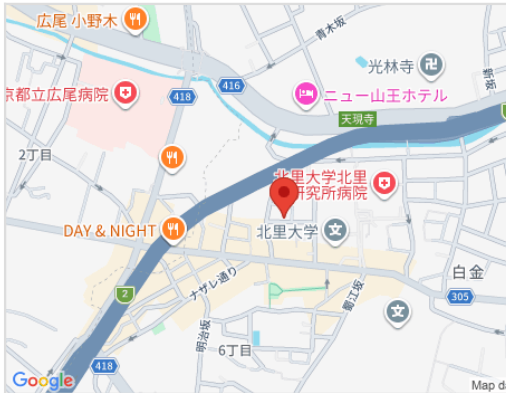 広尾 小野木
青木坂
光林寺
416
418
京都立広尾病院
ニュー山王ホテル
天現寺
2丁目
北里大学北里
研究所病院
DAY & NIGHT
北里大学
ナザレ通り
白金
2
305
蜀江坂
明治坂
6丁目
418
Google
Map da